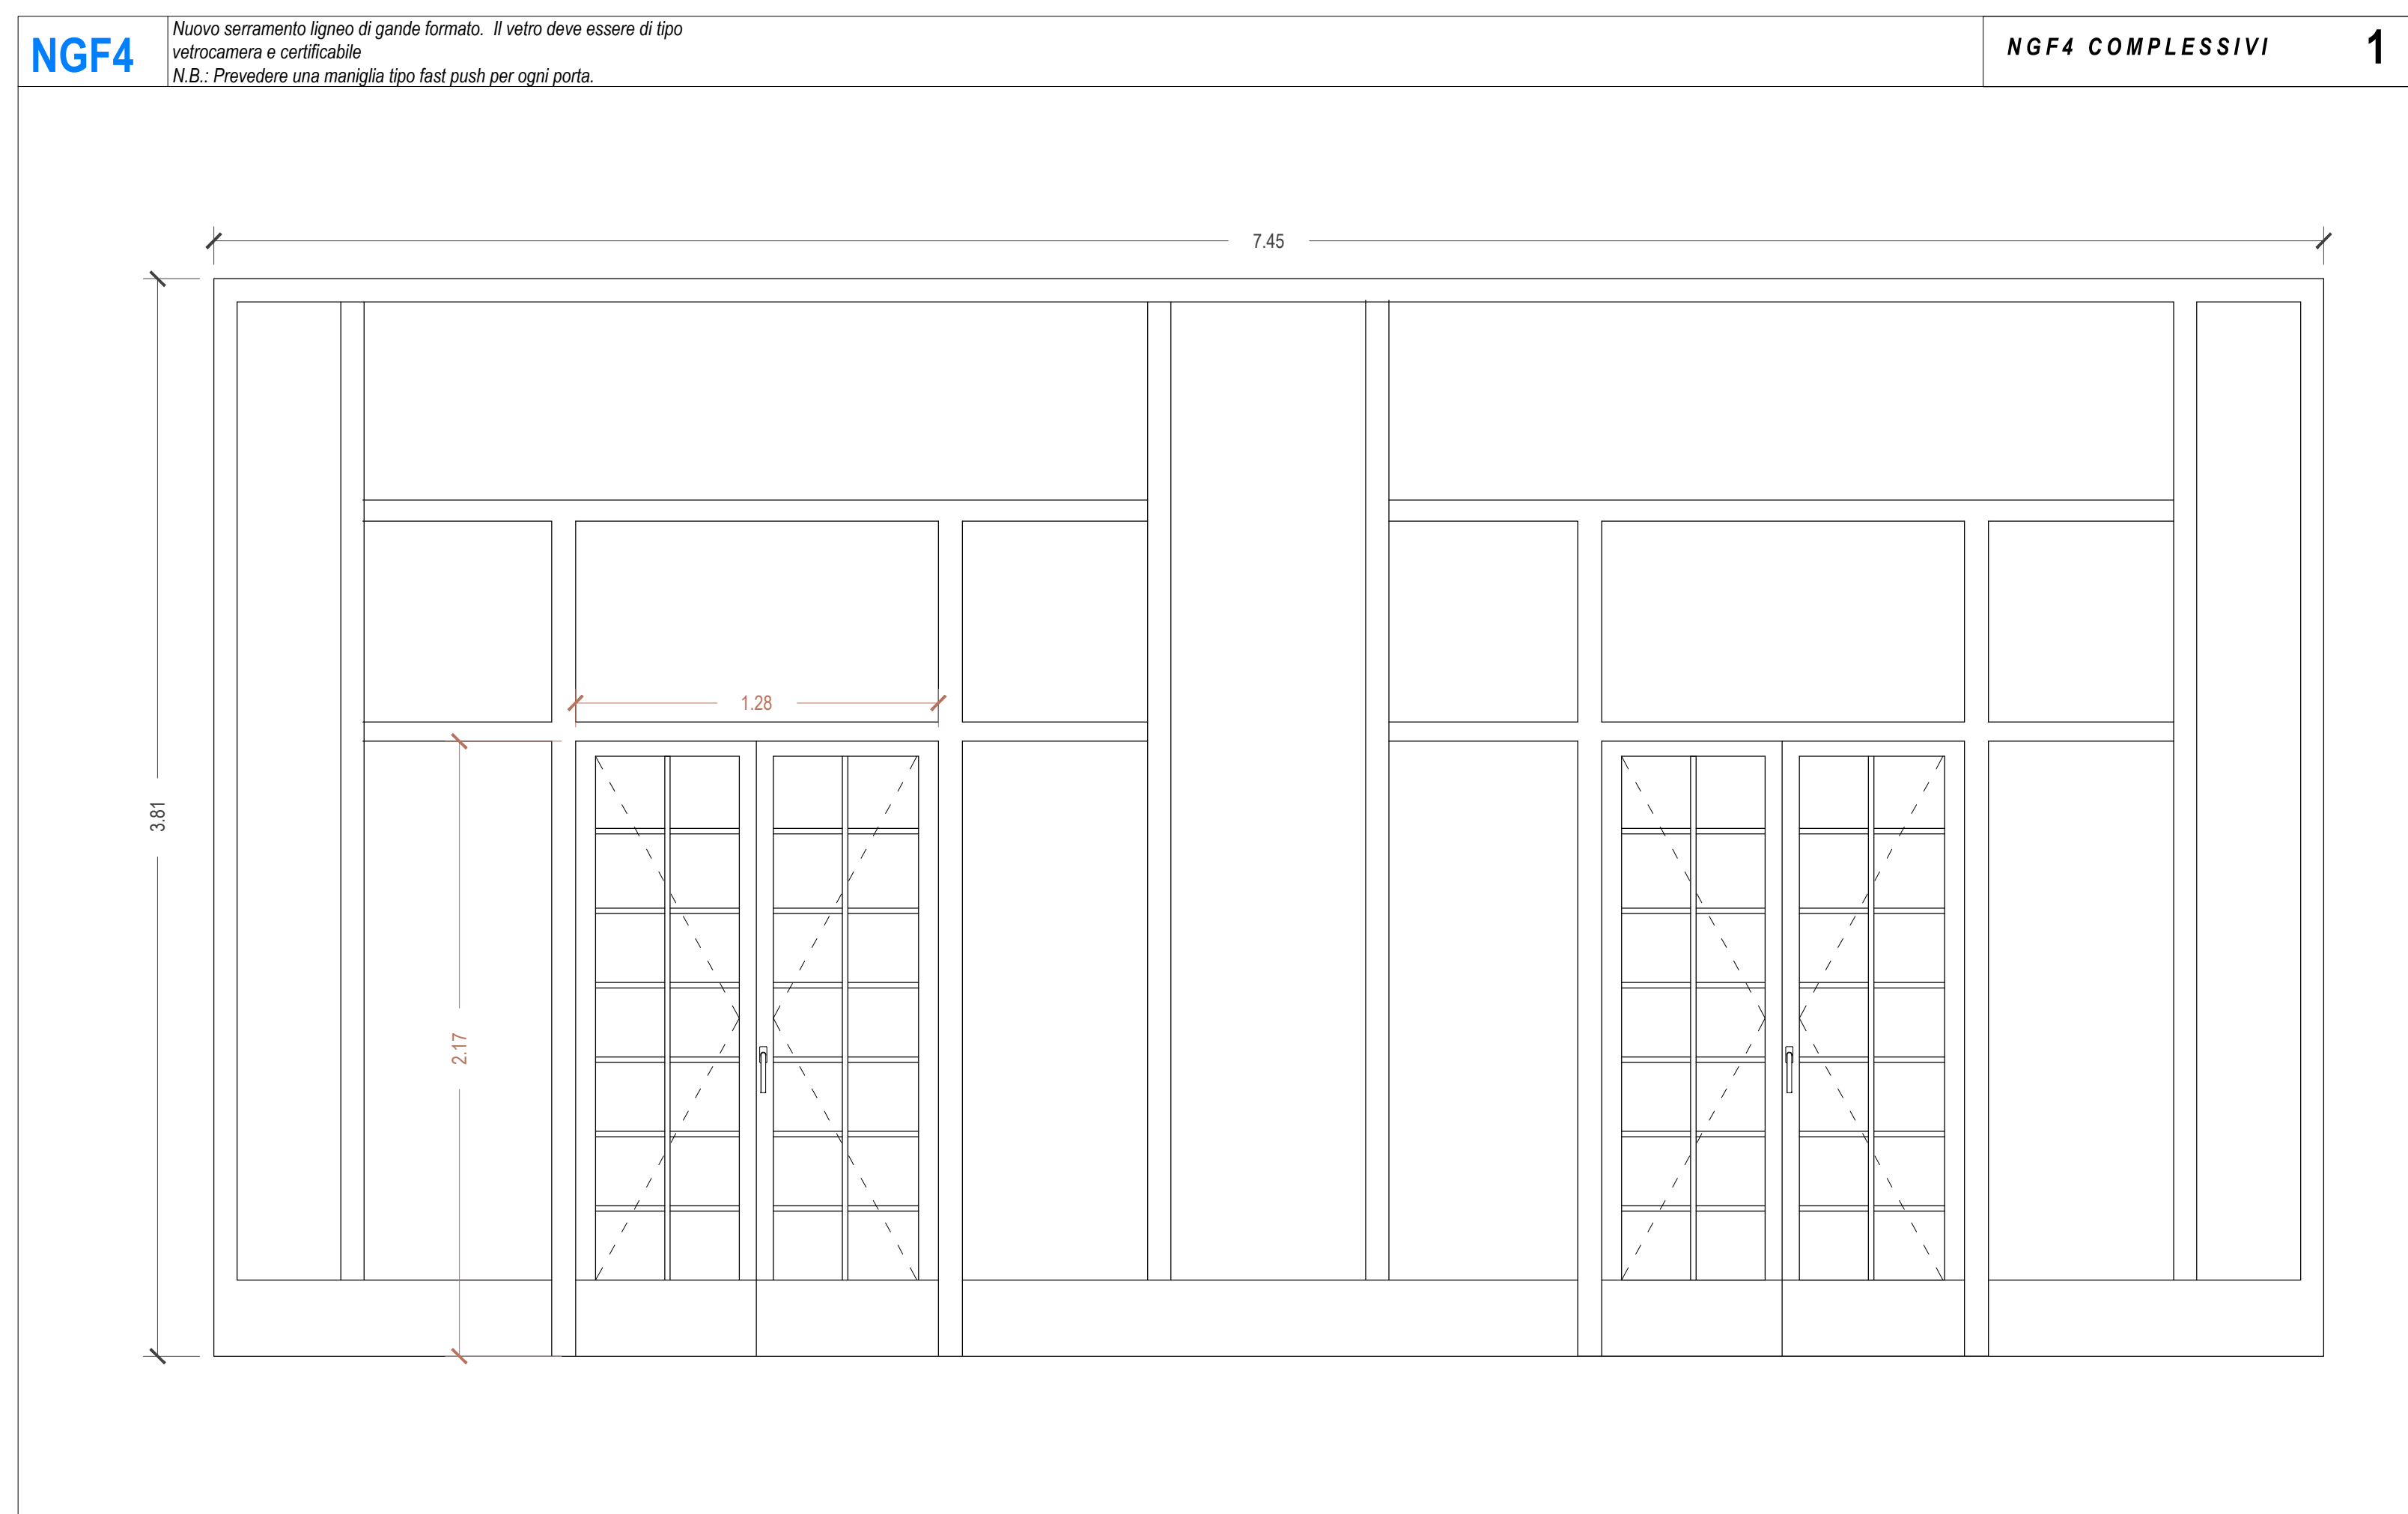 NGF4
Nuovo serramento ligneo di gande formato. Il vetro deve essere di tipo
vetrocamera e certificabile
N.B.: Prevedere una maniglia tipo fast push per ogni porta.
NGF4 COMPLESSIVI
1
7.45
1.28
3.81
2.17